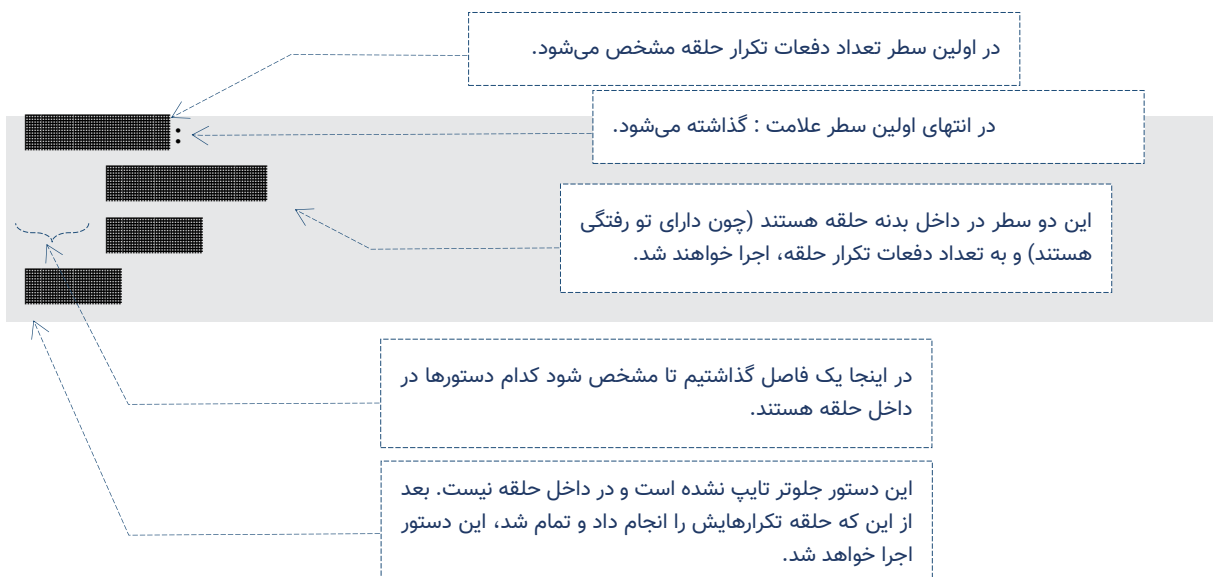 در اولین سطر تعداد دفعات تکرار حلقه مشخص می‌شود.
:
در انتهای اولین سطر علامت : گذاشته می‌شود.
این دو سطر در داخل بدنه حلقه هستند (چون دارای تو رفتگی
هستند) و به تعداد دفعات تکرار حلقه، اجرا خواهند شد.
در اینجا یک فاصل گذاشتیم تا مشخص شود کدام دستورها در
داخل حلقه هستند.
این دستور جلوتر تایپ نشده است و در داخل حلقه نیست. بعد
از این که حلقه تکرارهایش را انجام داد و تمام شد، این دستور
اجرا خواهد شد.